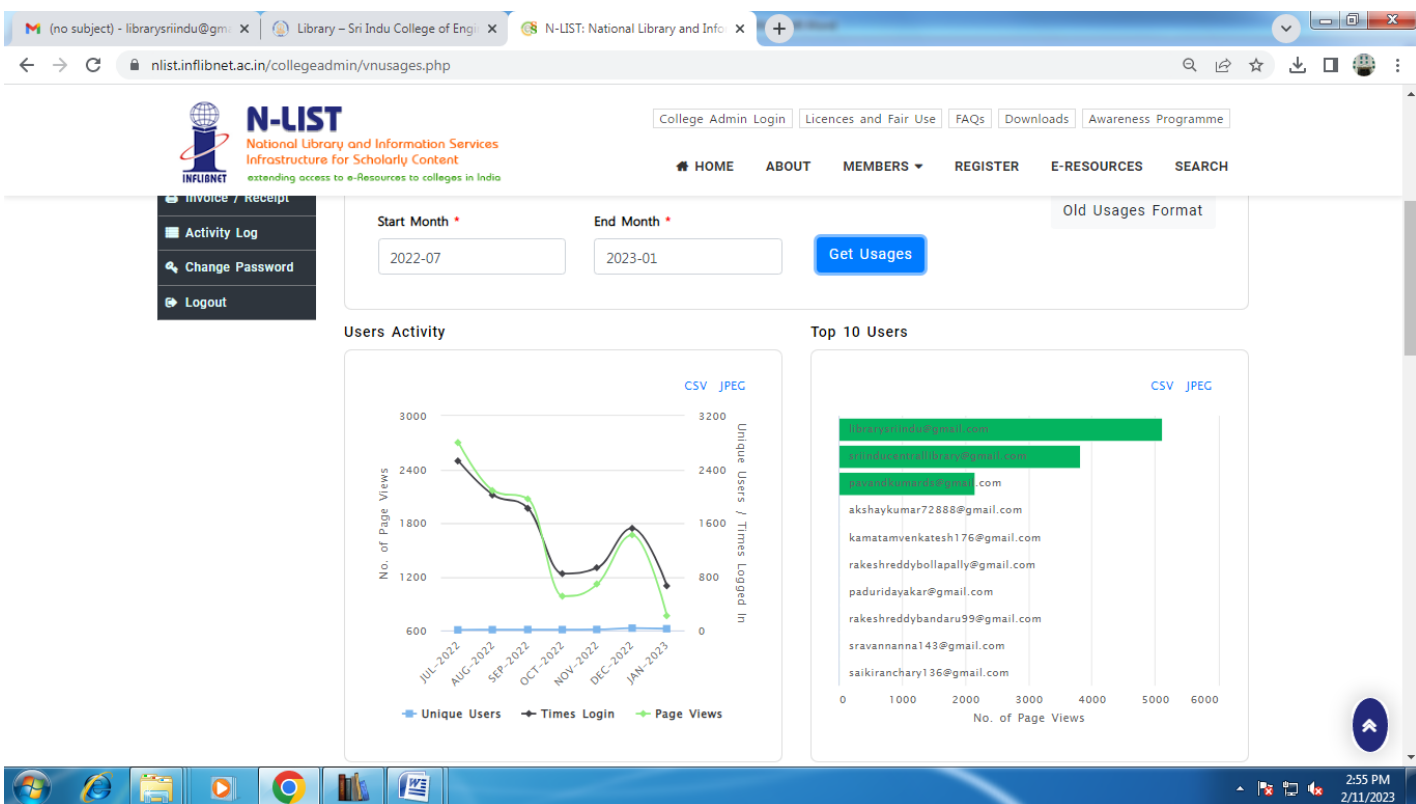 (no subject) - librarysriindu@gm
Library – Sri Indu College of Engi
N-LIST: National Library and Info
nlist.inflibnet.ac.in/collegeadmin/vnusages.php
INFLIBNET
N-LIST
National Library and Information Services
Infrastructure for Scholarly Content
extending access to e-Resources to colleges in India
College Admin Login
Licences and Fair Use
FAQs
Downloads
Awareness Programme
HOME
ABOUT
MEMBERS
REGISTER
E-RESOURCES
SEARCH
Invoice / Receipt
Activity Log
Change Password
Logout
Start Month *
2022-07
End Month *
2023-01
Get Usages
Old Usages Format
Users Activity
CSV JPEG
No. of Page Views
3000
2400
1800
1200
600
3200
2400
1600
800
0
Unique Users / Times Logged In
JUL-2022
AUG-2022
SEP-2022
OCT-2022
NOV-2022
DEC-2022
JAN-2023
Unique Users
Times Login
Page Views
Top 10 Users
CSV JPEG
librarysriindu@gmail.com
sriinducentrallibrary@gmail.com
pavandkumards@gmail.com
akshaykumar72888@gmail.com
kamatamvenkatesh176@gmail.com
rakeshreddybollapally@gmail.com
paduridayakar@gmail.com
rakeshreddybandaru99@gmail.com
sravannanna143@gmail.com
saikiranchary136@gmail.com
0 1000 2000 3000 4000 5000 6000
No. of Page Views
2:55 PM
2/11/2023